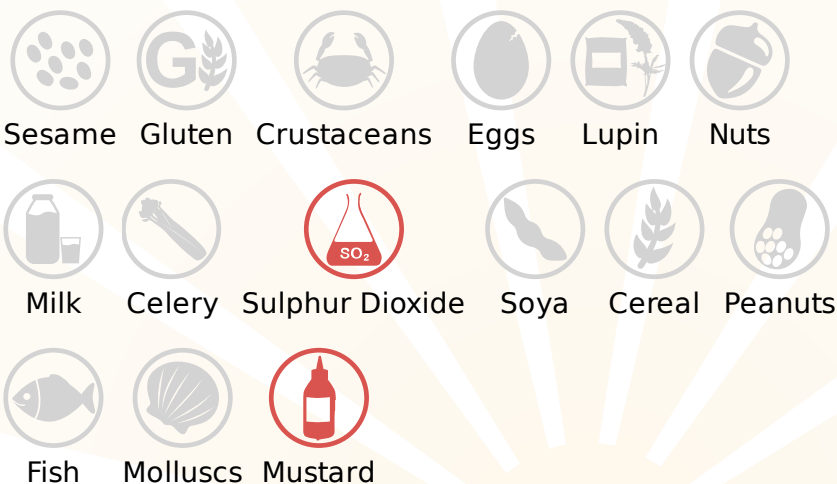 G
Sesame Gluten Crustaceans Eggs Lupin Nuts
SO₂
Milk Celery Sulphur Dioxide Soya Cereal Peanuts
Fish Molluscs Mustard